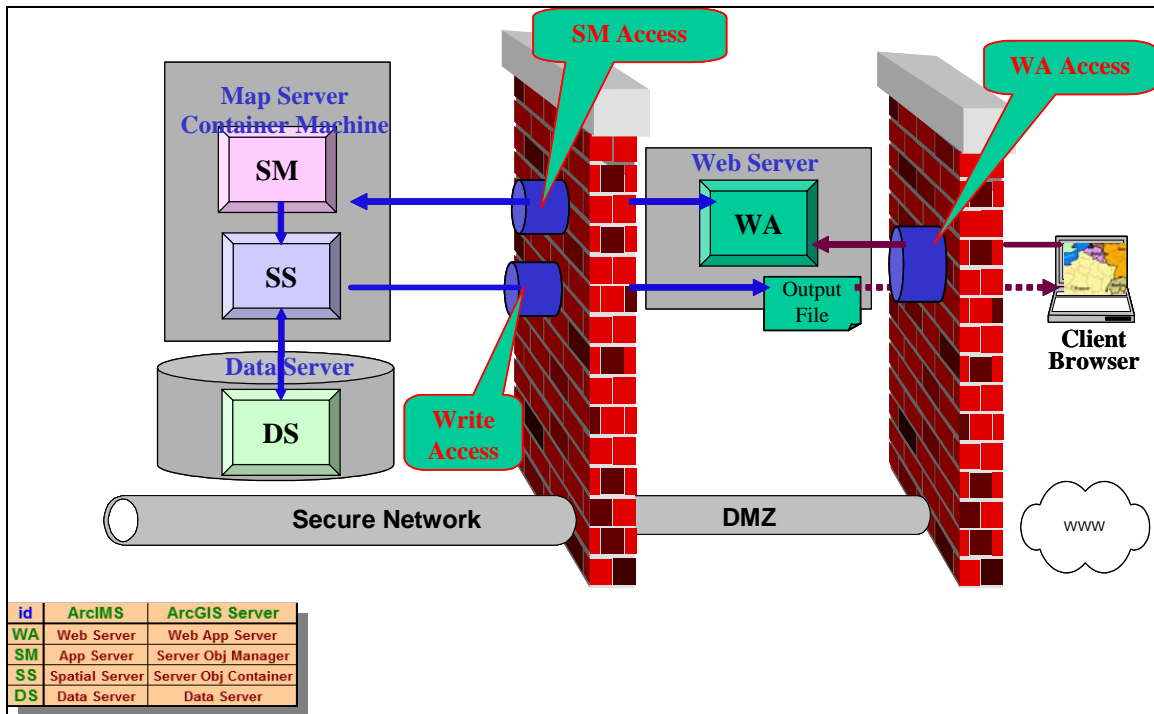 SM Access
WA Access
Map Server
Container Machine
SM
SS
Data Server
DS
Write
Access
Web Server
WA
Output
File
Client
Browser
Secure Network
DMZ
www
id ArcIMS ArcGIS Server
WA Web Server Web App Server
SM App Server Server Obj Manager
SS Spatial Server Server Obj Container
DS Data Server Data Server